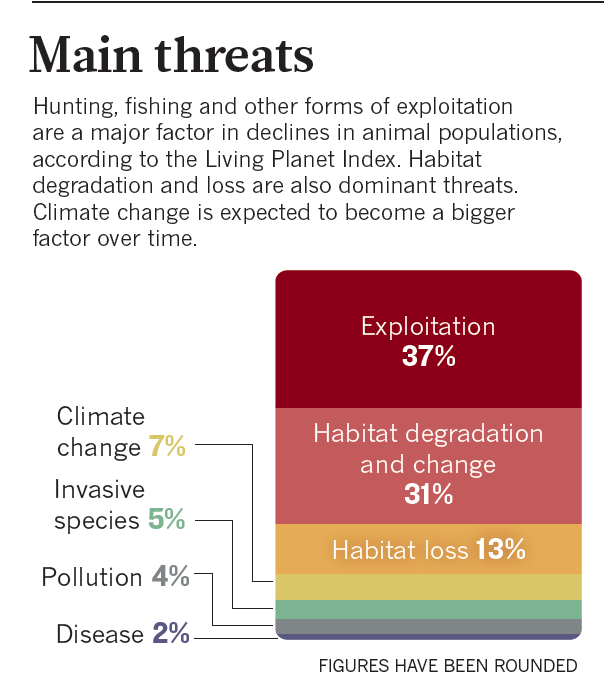 Main threats
Hunting, fishing and other forms of exploitation
are a major factor in declines in animal populations,
according to the Living Planet Index. Habitat
degradation and loss are also dominant threats.
Climate change is expected to become a bigger
factor over time.
Exploitation
37%
Habitat degradation
and change
31%
Habitat loss 13%
Climate
change 7%
Invasive
species 5%
Pollution 4%
Disease 2%
FIGURES HAVE BEEN ROUNDED